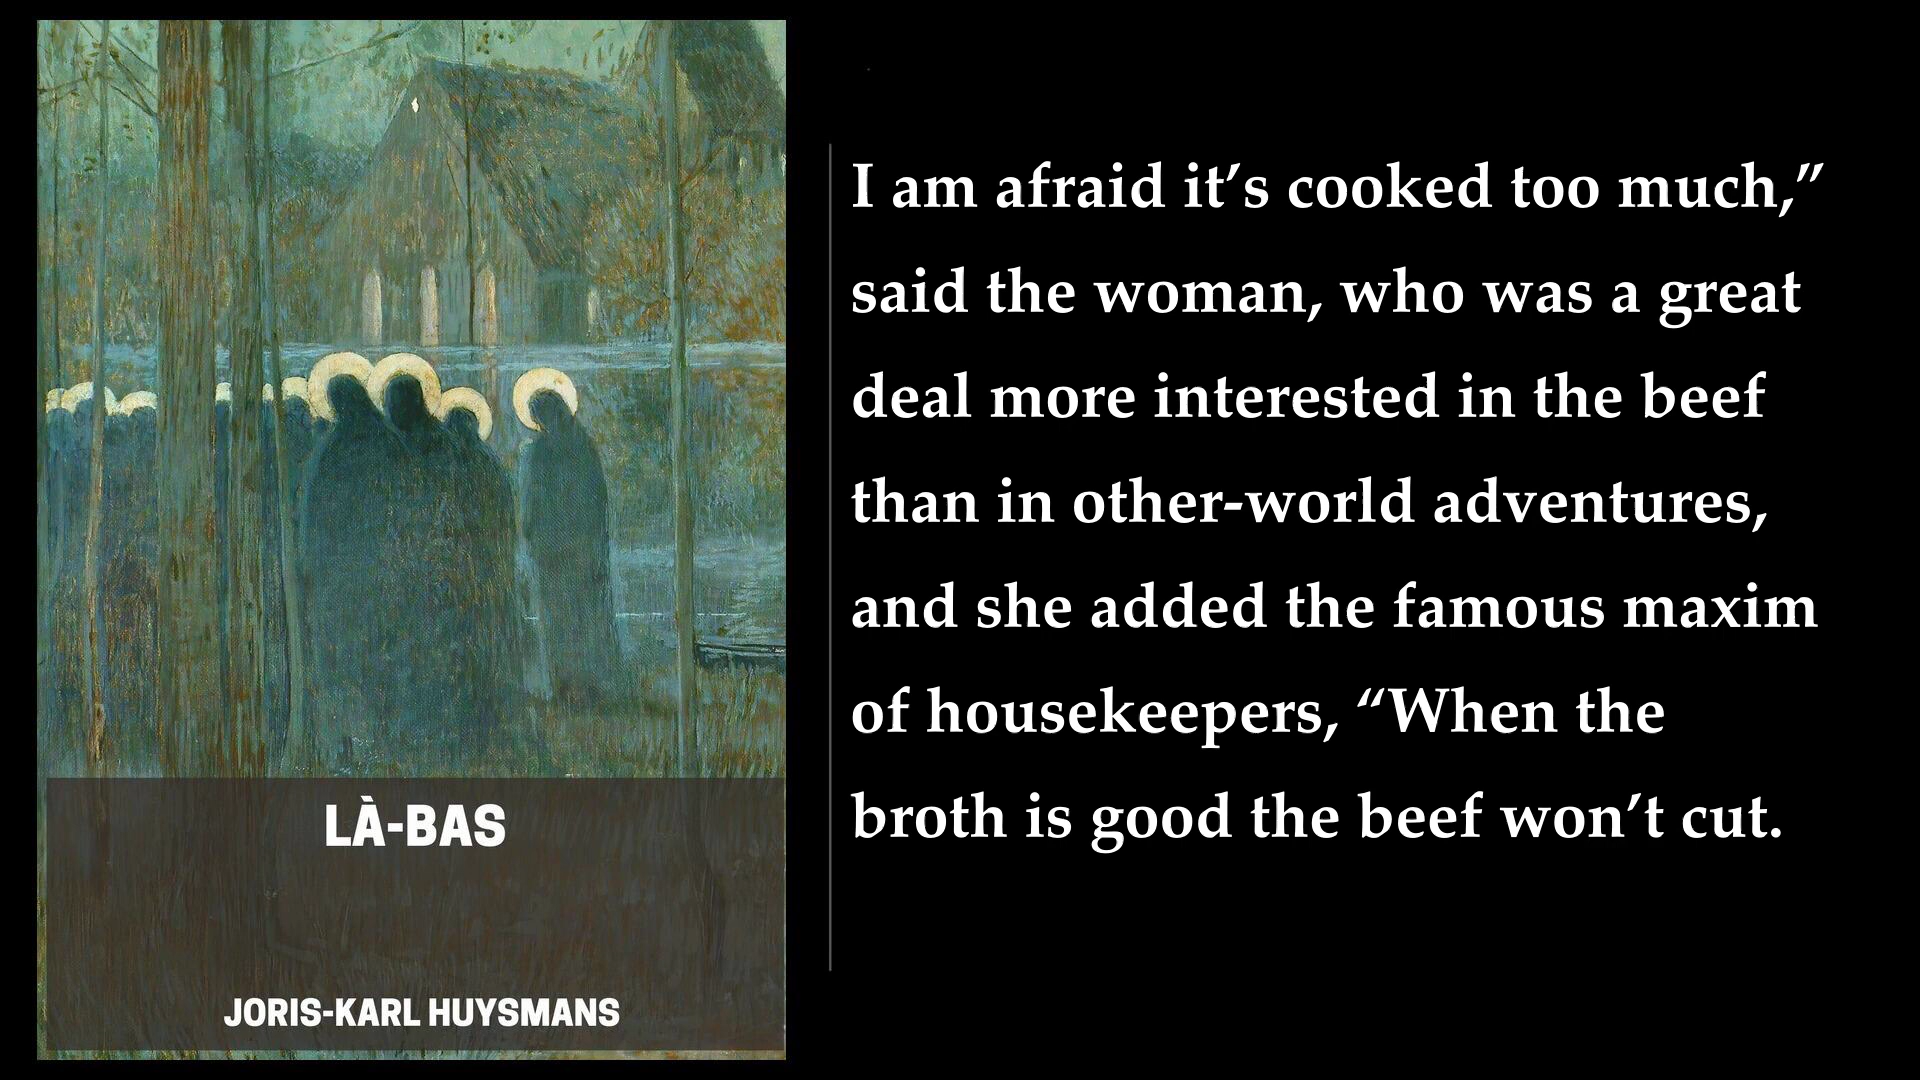 LÀ-BAS
JORIS-KARL HUYSMANS
I am afraid it’s cooked too much,”
said the woman, who was a great
deal more interested in the beef
than in other-world adventures,
and she added the famous maxim
of housekeepers, “When the
broth is good the beef won’t cut.